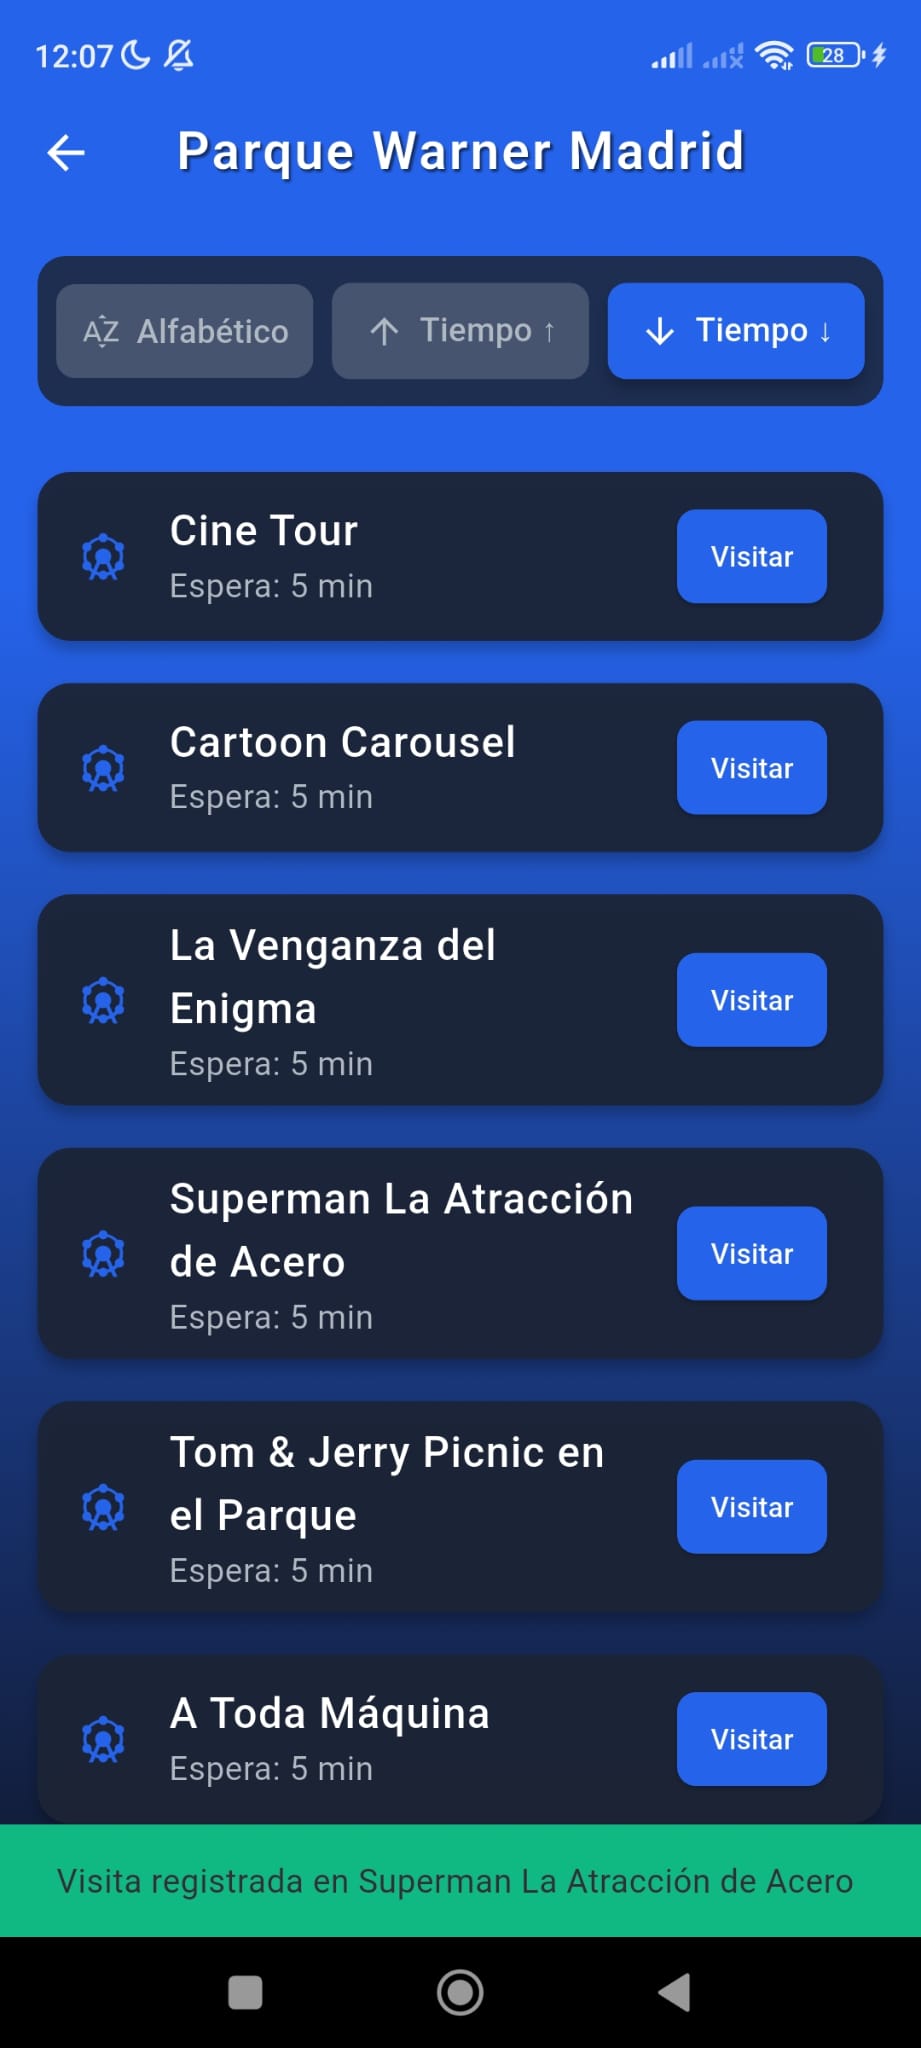 12:07
28
Parque Warner Madrid
AZ Alfabético
Tiempo ↑
Tiempo ↓
Cine Tour
Espera: 5 min
Visitar
Cartoon Carousel
Espera: 5 min
Visitar
La Venganza del
Enigma
Espera: 5 min
Visitar
Superman La Atracción
de Acero
Espera: 5 min
Visitar
Tom & Jerry Picnic en
el Parque
Espera: 5 min
Visitar
A Toda Máquina
Espera: 5 min
Visitar
Visita registrada en Superman La Atracción de Acero